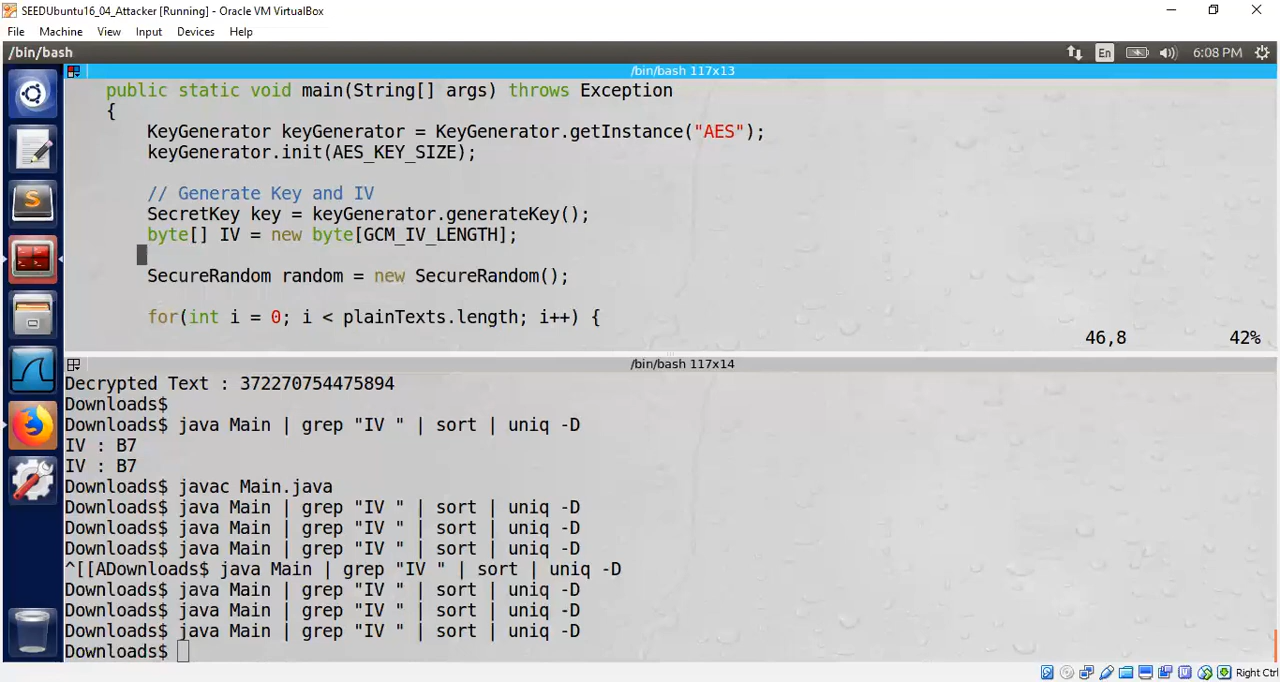 SEEDUbuntu16_04_Attacker [Running] - Oracle VM VirtualBox
File Machine View Input Devices Help
/bin/bash En 6:08 PM
/bin/bash 117x13
public static void main(String[] args) throws Exception
{
KeyGenerator keyGenerator = KeyGenerator.getInstance("AES");
keyGenerator.init(AES_KEY_SIZE);
// Generate Key and IV
SecretKey key = keyGenerator.generateKey();
byte[] IV = new byte[GCM_IV_LENGTH];
SecureRandom random = new SecureRandom();
for(int i = 0; i < plainTexts.length; i++) {
46,8 42%
/bin/bash 117x14
Decrypted Text : 372270754475894
Downloads$
Downloads$ java Main | grep "IV " | sort | uniq -D
IV : B7
IV : B7
Downloads$ javac Main.java
Downloads$ java Main | grep "IV " | sort | uniq -D
Downloads$ java Main | grep "IV " | sort | uniq -D
Downloads$ java Main | grep "IV " | sort | uniq -D
^[[ADownloads$ java Main | grep "IV " | sort | uniq -D
Downloads$ java Main | grep "IV " | sort | uniq -D
Downloads$ java Main | grep "IV " | sort | uniq -D
Downloads$ java Main | grep "IV " | sort | uniq -D
Downloads$
Right Ctrl